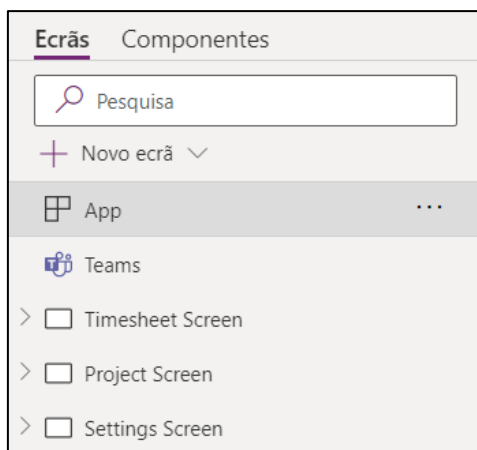 Ecrãs Componentes
Pesquisa
Novo ecrã
App ...
Teams
Timesheet Screen
Project Screen
Settings Screen